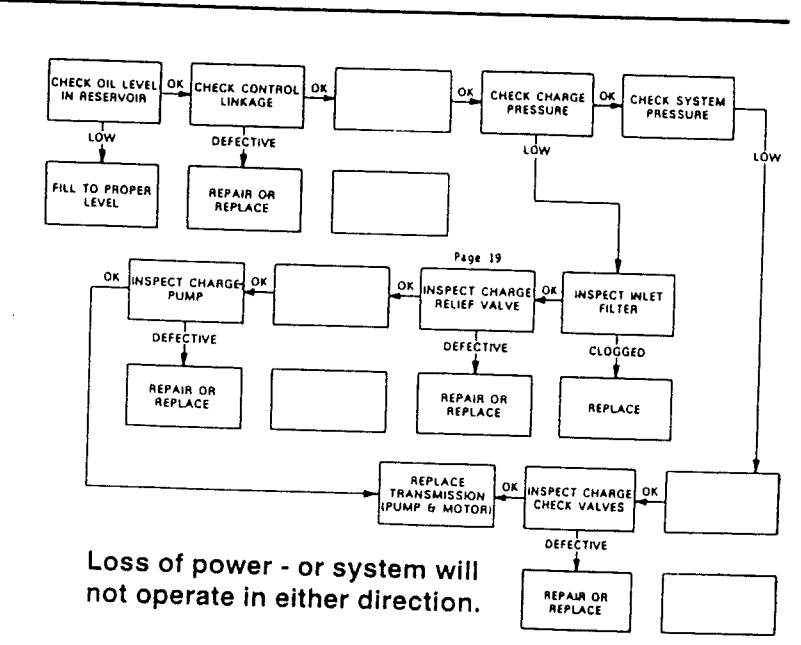 CHECK OIL LEVEL
IN RESERVOIR
OK
CHECK CONTROL
LINKAGE
OK
OK
CHECK CHARGE
PRESSURE
OK
CHECK SYSTEM
PRESSURE
LOW
DEFECTIVE
LOW
LOW
FILL TO PROPER
LEVEL
REPAIR OR
REPLACE
Page 19
OK
INSPECT CHARGE
PUMP
OK
OK
INSPECT CHARGE
RELIEF VALVE
OK
INSPECT INLET
FILTER
DEFECTIVE
DEFECTIVE
CLOGGED
REPAIR OR
REPLACE
REPAIR OR
REPLACE
REPLACE
REPLACE
TRANSMISSION
(PUMP & MOTOR)
OK
INSPECT CHARGE
CHECK VALVES
OK
DEFECTIVE
REPAIR OR
REPLACE
Loss of power - or system will
not operate in either direction.